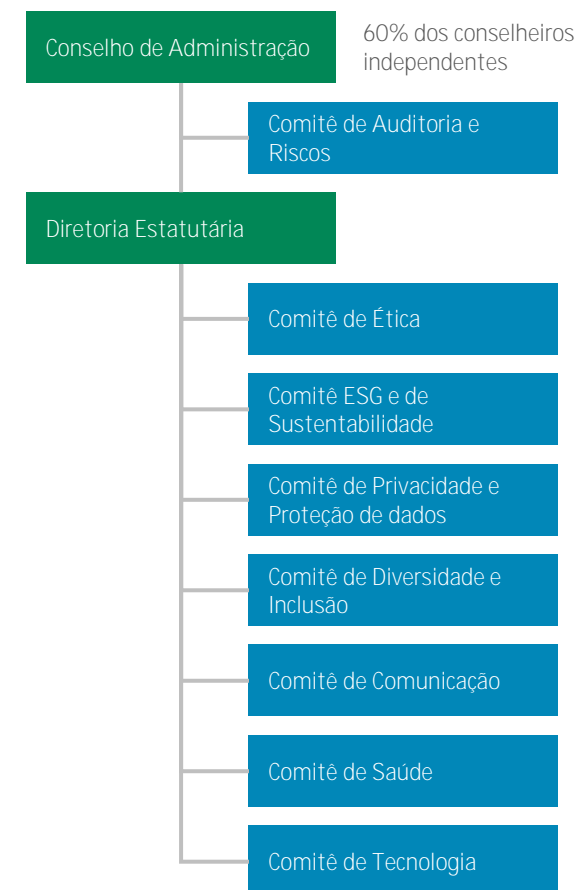 Conselho de Administração
60% dos conselheiros
independentes
Comitê de Auditoria e
Riscos
Diretoria Estatutária
Comitê de Ética
Comitê ESG e de
Sustentabilidade
Comitê de Privacidade e
Proteção de dados
Comitê de Diversidade e
Inclusão
Comitê de Comunicação
Comitê de Saúde
Comitê de Tecnologia